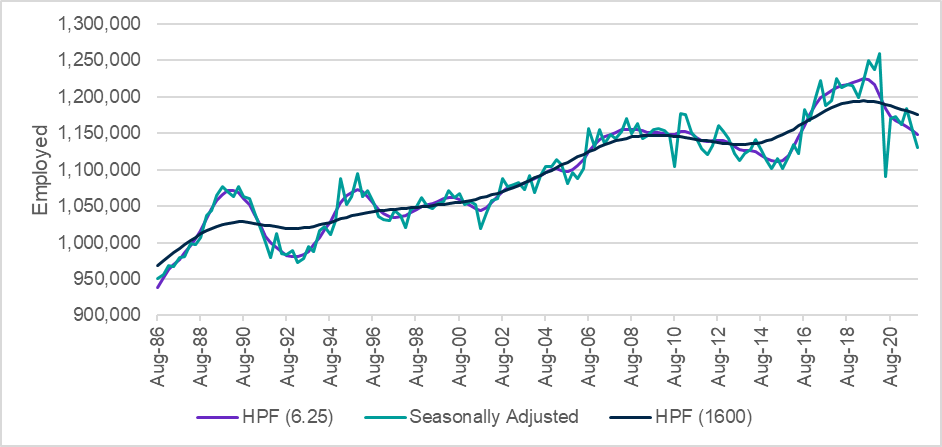 1,300,000
1,250,000
1,200,000
1,150,000
1,100,000
1,050,000
1,000,000
950,000
900,000
Employed
Aug-86
Aug-88
Aug-90
Aug-92
Aug-94
Aug-96
Aug-98
Aug-00
Aug-02
Aug-04
Aug-06
Aug-08
Aug-10
Aug-12
Aug-14
Aug-16
Aug-18
Aug-20
HPF (6.25) Seasonally Adjusted HPF (1600)